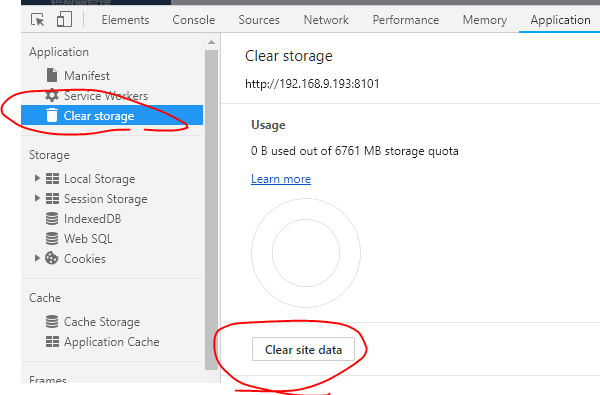 Elements Console Sources Network Performance Memory Application
Application
Manifest
Service Workers
Clear storage
Storage
Local Storage
Session Storage
IndexedDB
Web SQL
Cookies
Cache
Cache Storage
Application Cache
Frames
Clear storage
http://192.168.9.193:8101
Usage
0 B used out of 6761 MB storage quota
Learn more
Clear site data